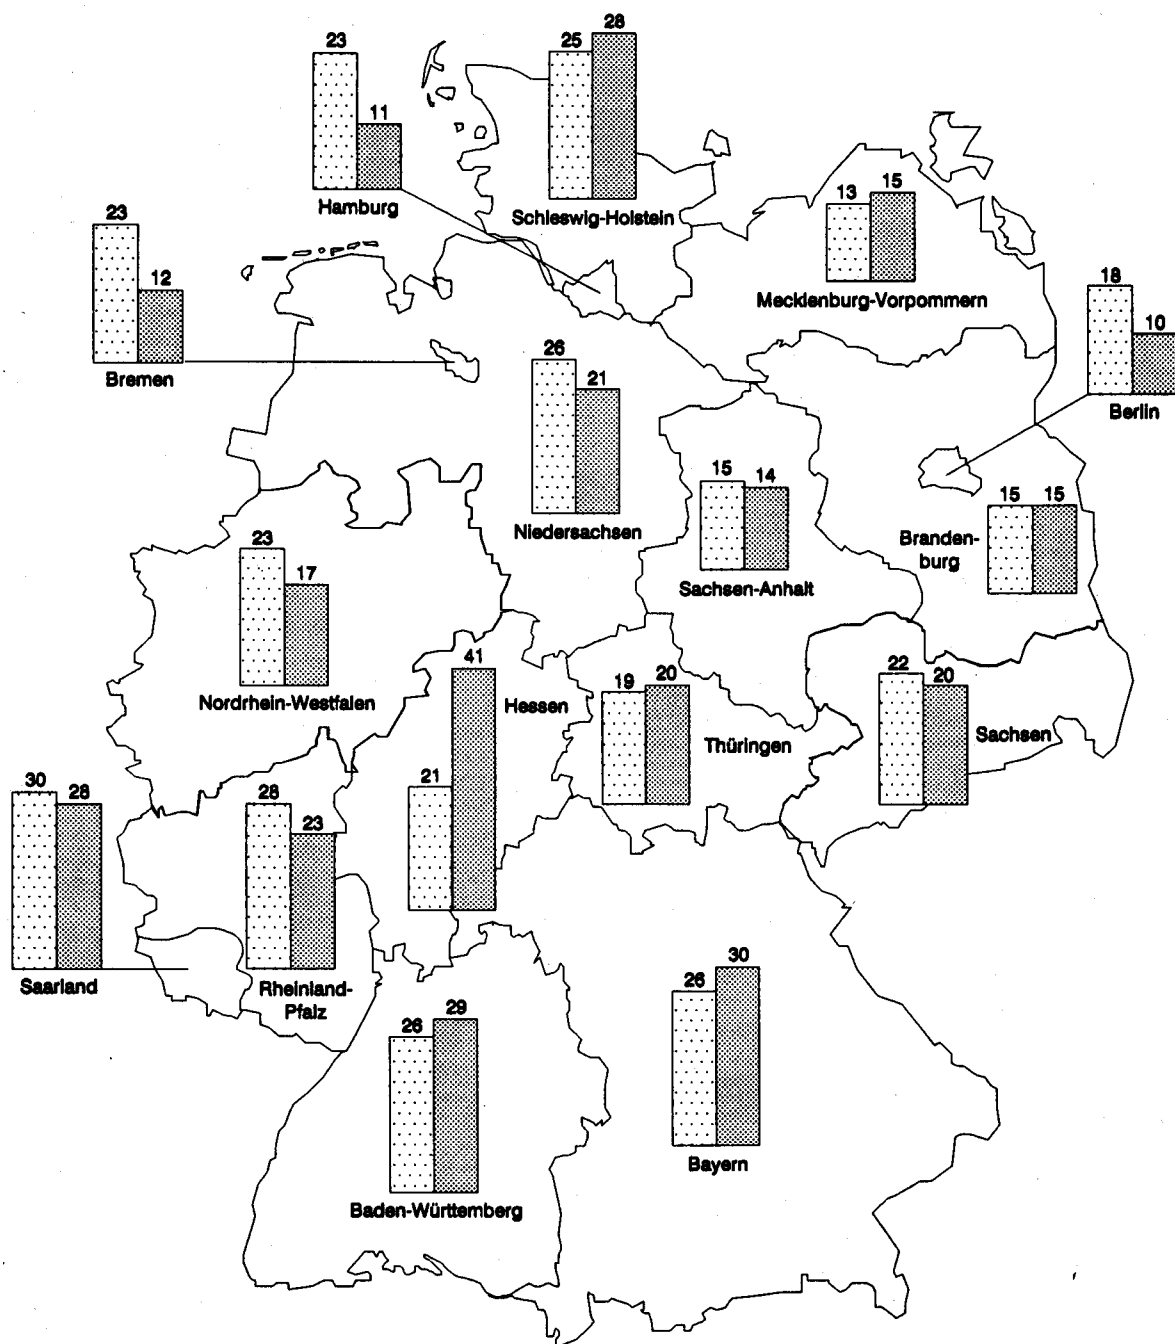 23
11
Hamburg
25
28
Schleswig-Holstein
13
15
Mecklenburg-Vorpommern
23
12
Bremen
18
10
Berlin
26
21
Niedersachsen
15
14
Sachsen-Anhalt
15
15
Branden-
burg
23
17
Nordrhein-Westfalen
21
41
Hessen
19
20
Thüringen
22
20
Sachsen
30
28
Saarland
28
23
Rheinland-
Pfalz
26
29
Baden-Württemberg
26
30
Bayern